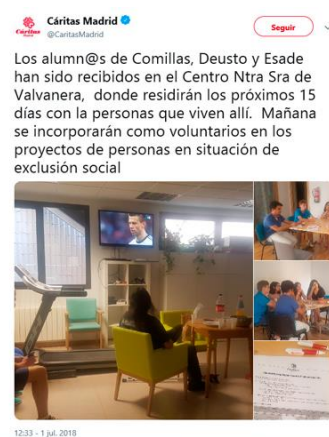 Cáritas Madrid
@CaritasMadrid
Seguir
Los alumn@s de Comillas, Deusto y Esade
han sido recibidos en el Centro Ntra Sra de
Valvanera, donde residirán los próximos 15
días con la personas que viven allí. Mañana
se incorporarán como voluntarios en los
proyectos de personas en situación de
exclusión social
12:33 - 1 jul. 2018